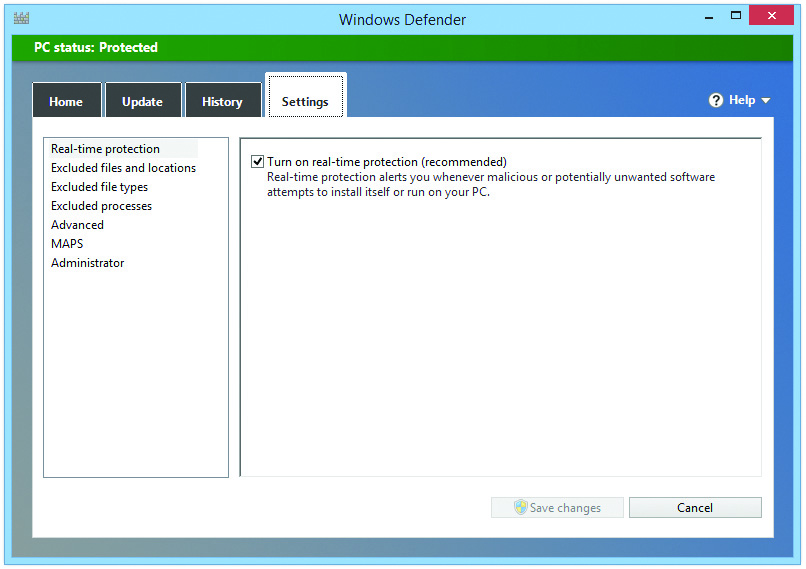 Windows Defender
PC status: Protected
Home
Update
History
Settings
Help
Real-time protection
Excluded files and locations
Excluded file types
Excluded processes
Advanced
MAPS
Administrator
Turn on real-time protection (recommended)
Real-time protection alerts you whenever malicious or potentially unwanted software
attempts to install itself or run on your PC.
Save changes
Cancel